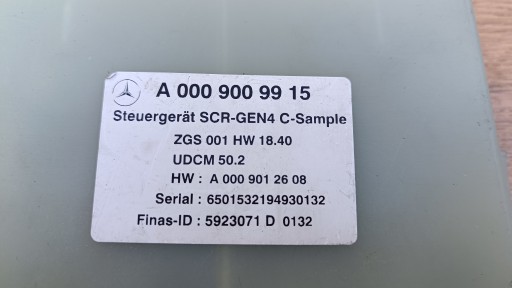 A 000 900 99 15
Steuergerät SCR-GEN4 C-Sample
ZGS 001 HW 18.40
UDCM 50.2
HW : A 000 901 26 08
Serial : 6501532194930132
Finas-ID : 5923071 D 0132